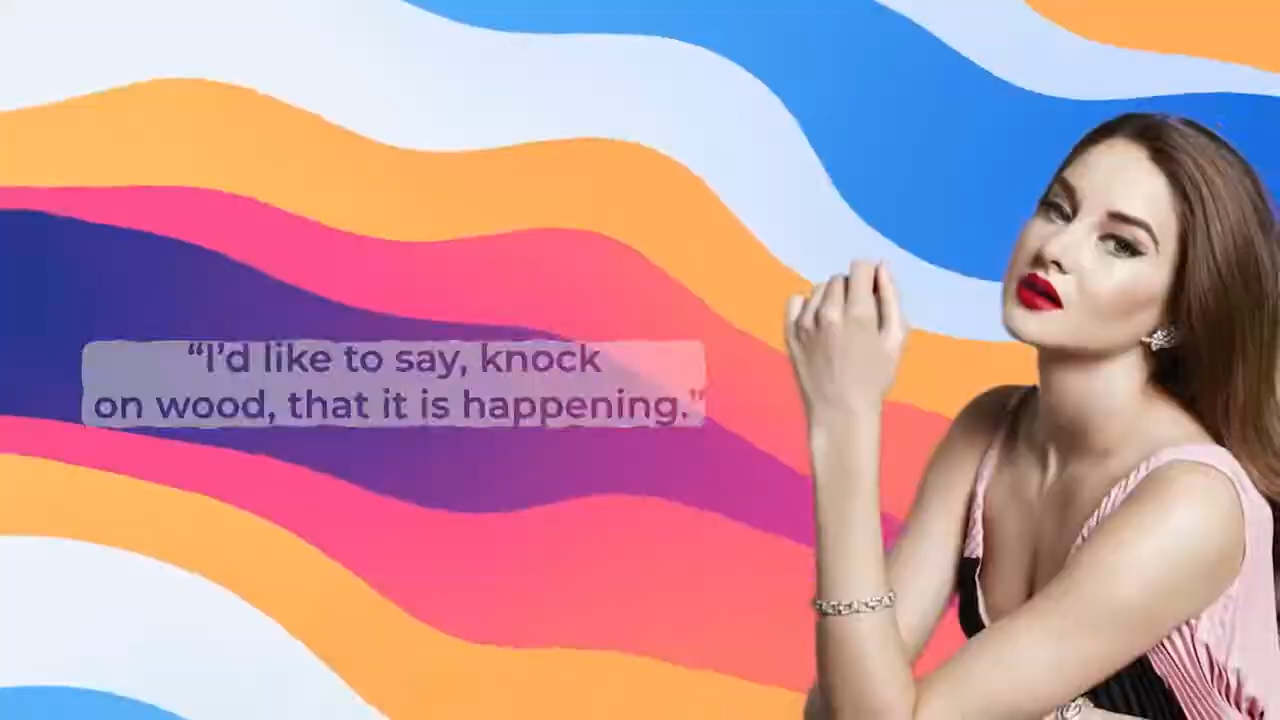 “I’d like to say, knock
on wood, that it is happening.”